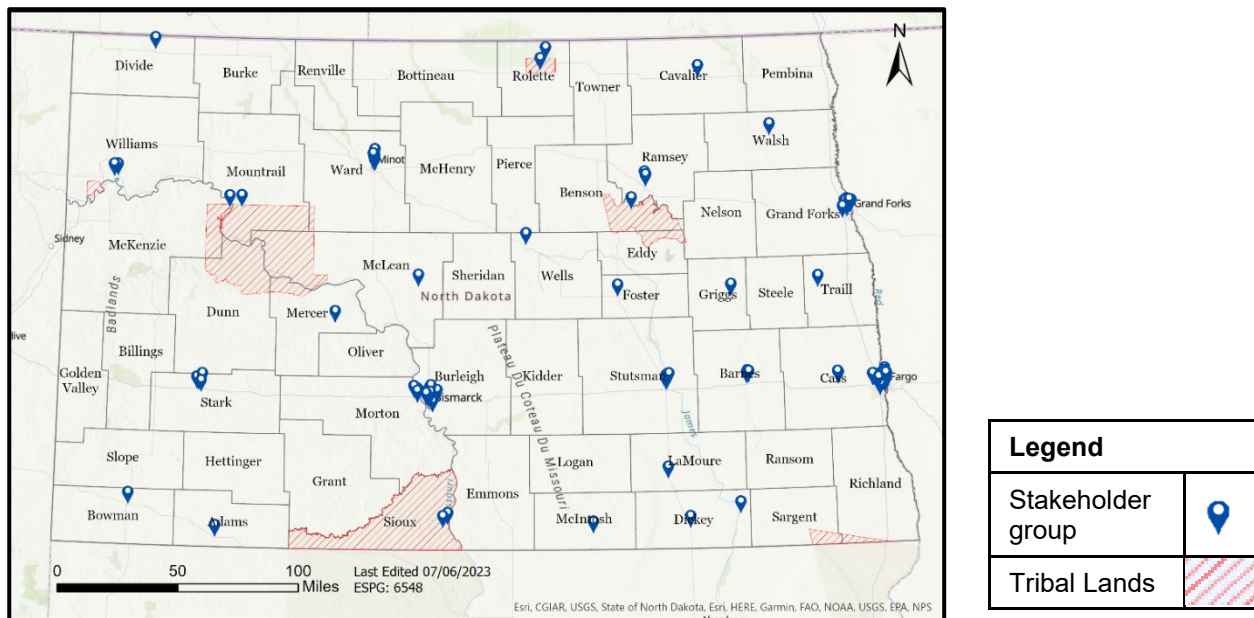 N
Divide
Burke
Renville
Bottineau
Rolette
Towner
Cavalier
Pembina
Williams
Mountrail
Ward
Minot
McHenry
Pierce
Benson
Ramsey
Walsh
Nelson
Grand Forks
Grand Forks
Sidney
McKenzie
McLean
Sheridan
Wells
Eddy
Foster
Griggs
Steele
Traill
Red
North Dakota
Badlands
Dunn
Mercer
Oliver
Billings
Golden
Valley
Stark
Morton
Burleigh
Bismarck
Kidder
Plateau Du Coteau Du Missouri
Stutsman
James
Barnes
Cass
Fargo
Slope
Hettinger
Grant
Bowman
Adams
Sioux
Emmons
Logan
McIntosh
LaMoure
Dickey
Ransom
Sargent
Richland
0 50 100
Miles
Last Edited 07/06/2023
ESPG: 6548
Esri, CGIAR, USGS, State of North Dakota, Esri, HERE, Garmin, FAO, NOAA, USGS, EPA, NPS
Legend
Stakeholder
group
Tribal Lands